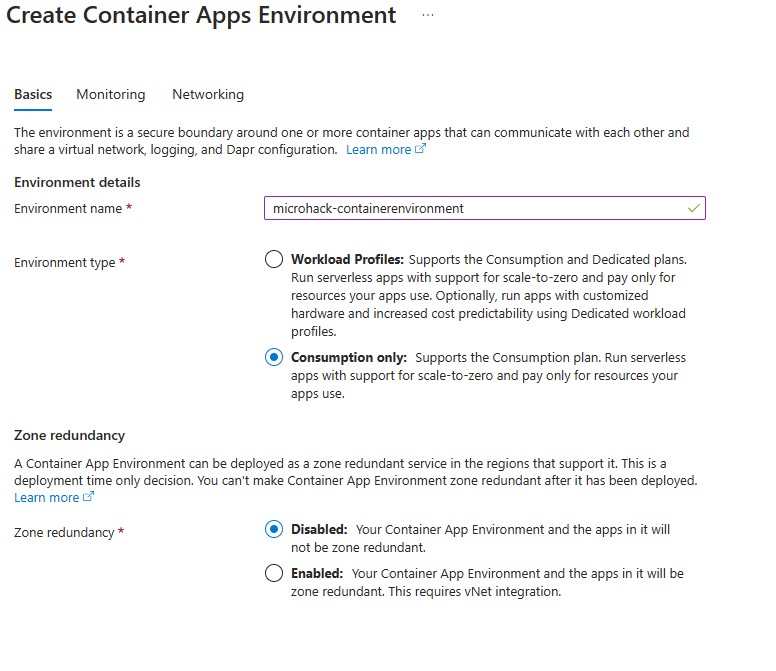 Create Container Apps Environment ...
Basics Monitoring Networking
The environment is a secure boundary around one or more container apps that can communicate with each other and
share a virtual network, logging, and Dapr configuration. Learn more
Environment details
Environment name *
microhack-containerenvironment
Environment type *
Workload Profiles: Supports the Consumption and Dedicated plans.
Run serverless apps with support for scale-to-zero and pay only for
resources your apps use. Optionally, run apps with customized
hardware and increased cost predictability using Dedicated workload
profiles.
Consumption only: Supports the Consumption plan. Run serverless
apps with support for scale-to-zero and pay only for resources your
apps use.
Zone redundancy
A Container App Environment can be deployed as a zone redundant service in the regions that support it. This is a
deployment time only decision. You can't make Container App Environment zone redundant after it has been deployed.
Learn more
Zone redundancy *
Disabled: Your Container App Environment and the apps in it will
not be zone redundant.
Enabled: Your Container App Environment and the apps in it will be
zone redundant. This requires vNet integration.